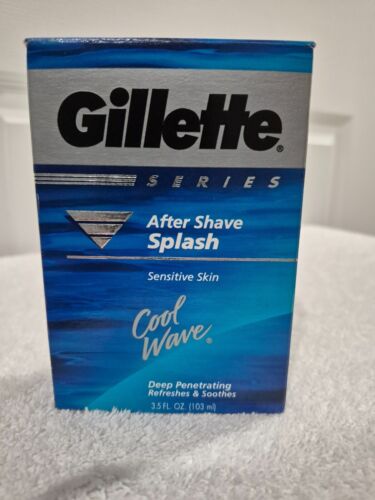 Gillette®
SERIES
After Shave
Splash
Sensitive Skin
Cool
Wave®
Deep Penetrating
Refreshes & Soothes
3.5 FL. OZ. (103 ml)